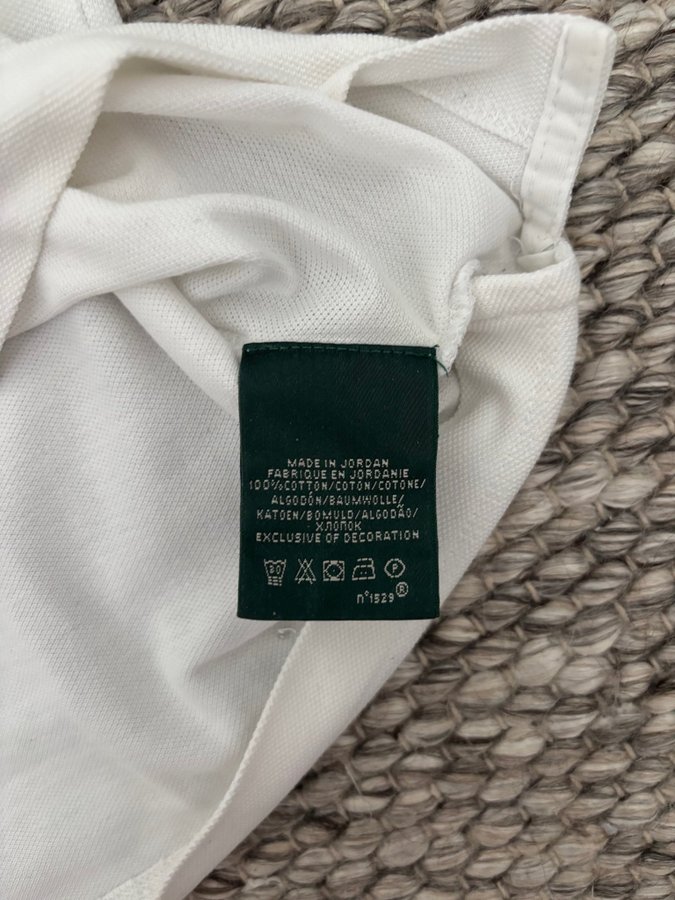 MADE IN JORDAN
FABRIQUE EN JORDANIE
100%COTTON/COTON/COTONE/
ALGODÓN/BAUMWOLLE/
KATOEN/BOMULD/ALGODÃO/
ХЛОПОК
EXCLUSIVE OF DECORATION
30 P
n°1529®